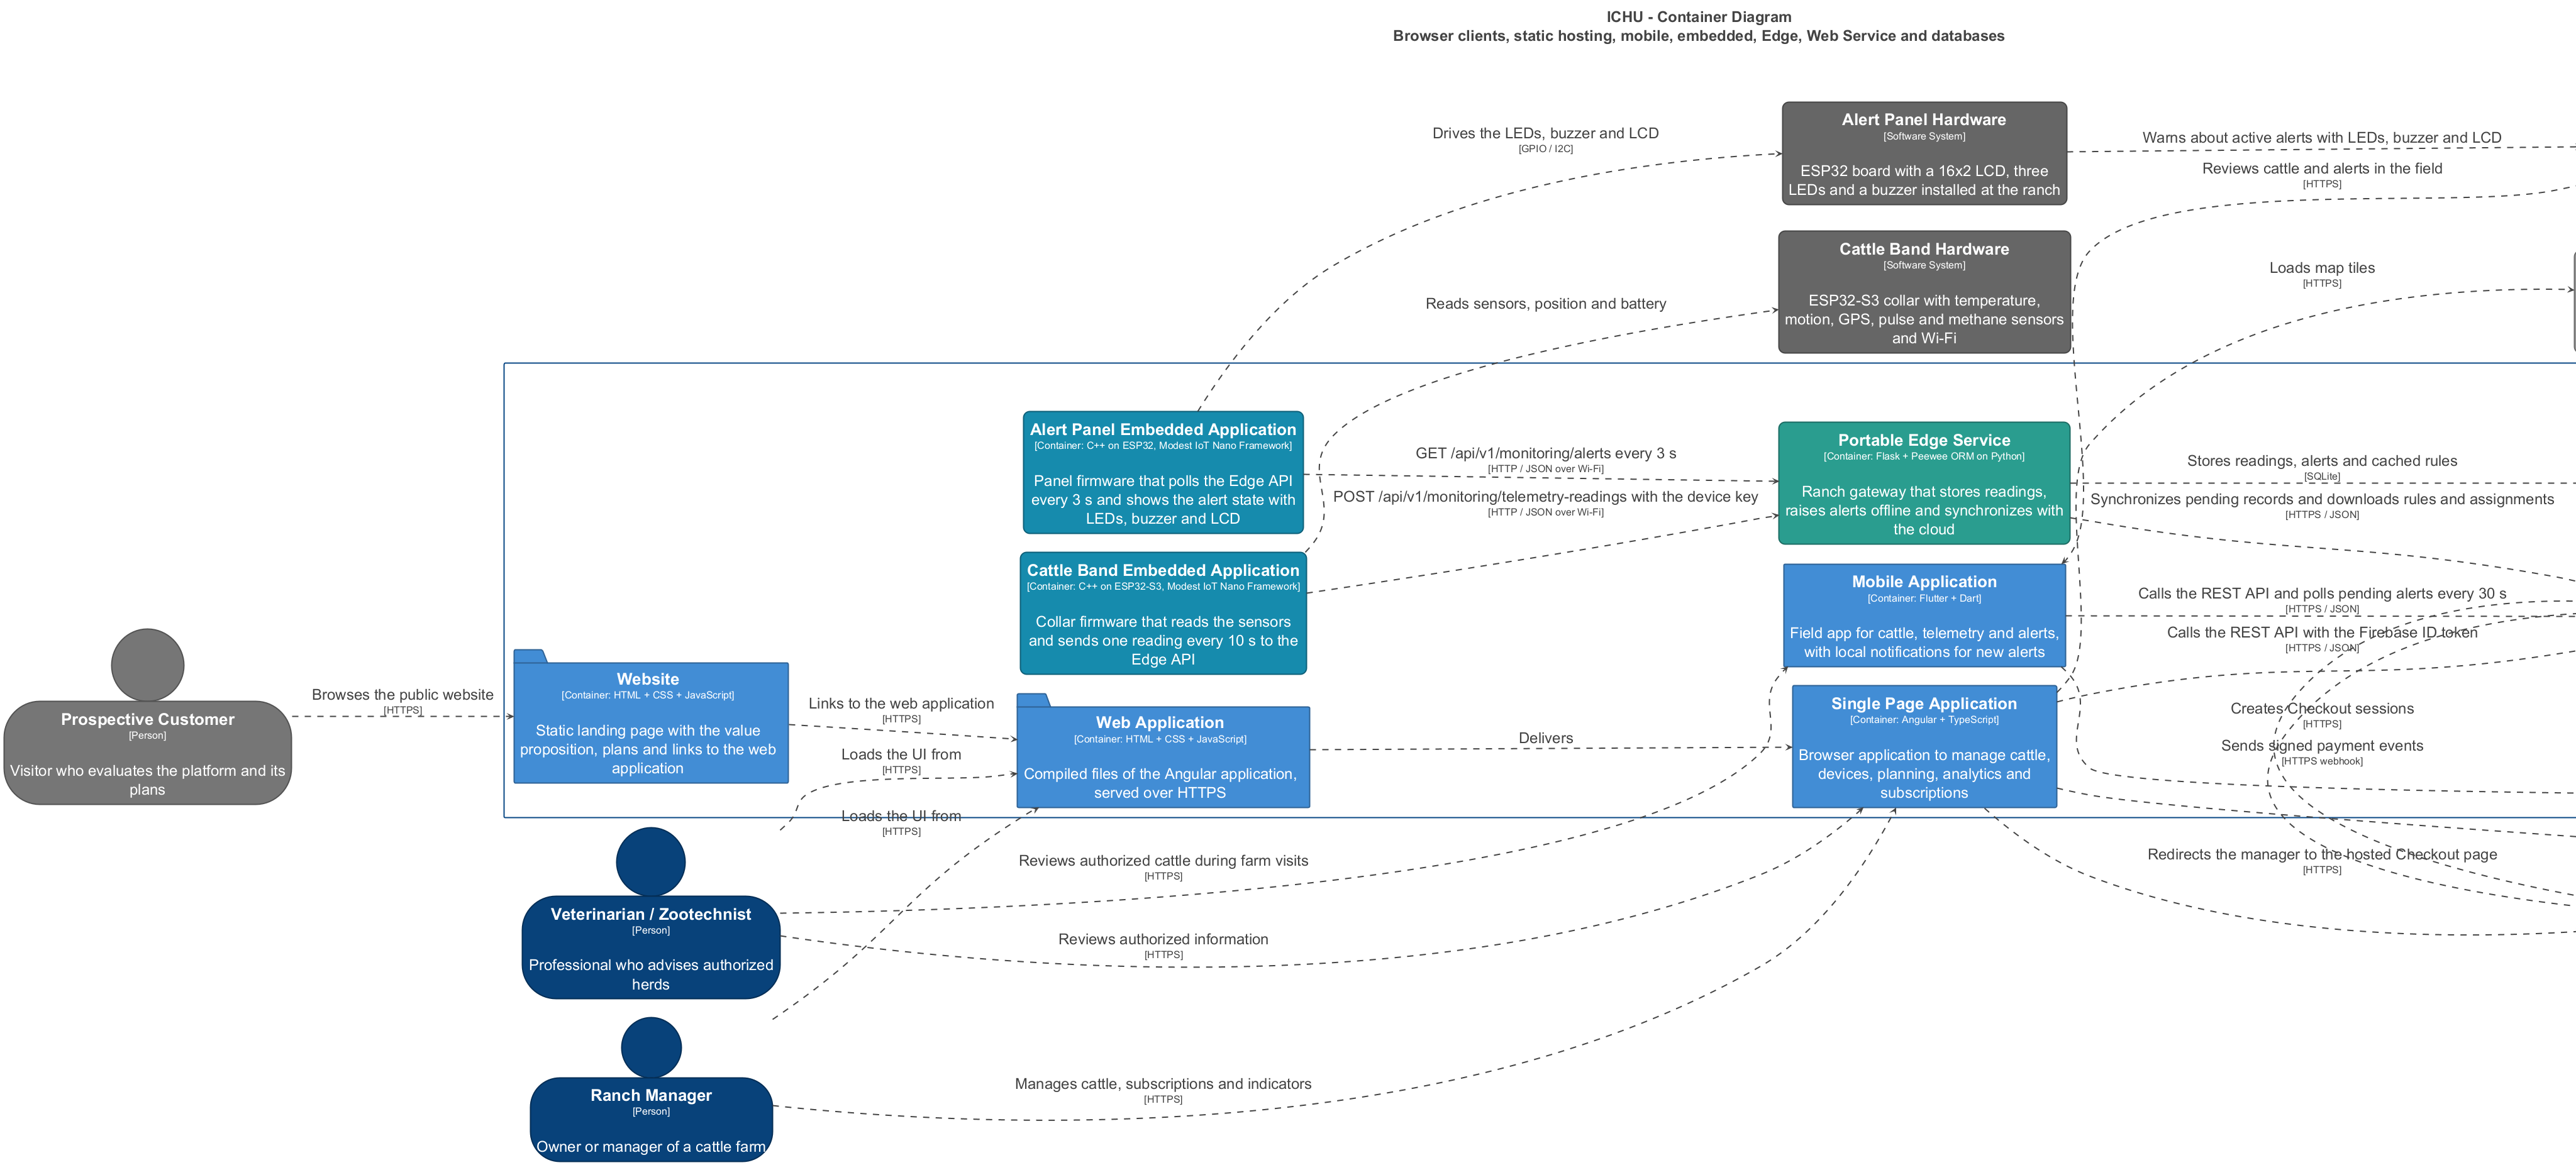 ICHU - Container Diagram
Browser clients, static hosting, mobile, embedded, Edge, Web Service and databases
Alert Panel Hardware
[Software System]
ESP32 board with a 16x2 LCD, three
LEDs and a buzzer installed at the ranch
Drives the LEDs, buzzer and LCD
[GPIO / I2C]
Warns about active alerts with LEDs, buzzer and LCD
Reviews cattle and alerts in the field
[HTTPS]
Cattle Band Hardware
[Software System]
ESP32-S3 collar with temperature,
motion, GPS, pulse and methane sensors
and Wi-Fi
Reads sensors, position and battery
Loads map tiles
[HTTPS]
Alert Panel Embedded Application
[Container: C++ on ESP32, Modest IoT Nano Framework]
Panel firmware that polls the Edge API
every 3 s and shows the alert state with
LEDs, buzzer and LCD
GET /api/v1/monitoring/alerts every 3 s
[HTTP / JSON over Wi-Fi]
POST /api/v1/monitoring/telemetry-readings with the device key
[HTTP / JSON over Wi-Fi]
Portable Edge Service
[Container: Flask + Peewee ORM on Python]
Ranch gateway that stores readings,
raises alerts offline and synchronizes with
the cloud
Stores readings, alerts and cached rules
[SQLite]
Synchronizes pending records and downloads rules and assignments
[HTTPS / JSON]
Cattle Band Embedded Application
[Container: C++ on ESP32-S3, Modest IoT Nano Framework]
Collar firmware that reads the sensors
and sends one reading every 10 s to the
Edge API
Mobile Application
[Container: Flutter + Dart]
Field app for cattle, telemetry and alerts,
with local notifications for new alerts
Calls the REST API and polls pending alerts every 30 s
[HTTPS / JSON]
Calls the REST API with the Firebase ID token
[HTTPS / JSON]
Prospective Customer
[Person]
Visitor who evaluates the platform and its
plans
Browses the public website
[HTTPS]
Website
[Container: HTML + CSS + JavaScript]
Static landing page with the value
proposition, plans and links to the web
application
Links to the web application
[HTTPS]
Loads the UI from
[HTTPS]
Loads the UI from
[HTTPS]
Web Application
[Container: HTML + CSS + JavaScript]
Compiled files of the Angular application,
served over HTTPS
Delivers
Single Page Application
[Container: Angular + TypeScript]
Browser application to manage cattle,
devices, planning, analytics and
subscriptions
Creates Checkout sessions
[HTTPS]
Sends signed payment events
[HTTPS webhook]
Redirects the manager to the hosted Checkout page
[HTTPS]
Veterinarian / Zootechnist
[Person]
Professional who advises authorized
herds
Reviews authorized cattle during farm visits
[HTTPS]
Reviews authorized information
[HTTPS]
Ranch Manager
[Person]
Owner or manager of a cattle farm
Manages cattle, subscriptions and indicators
[HTTPS]